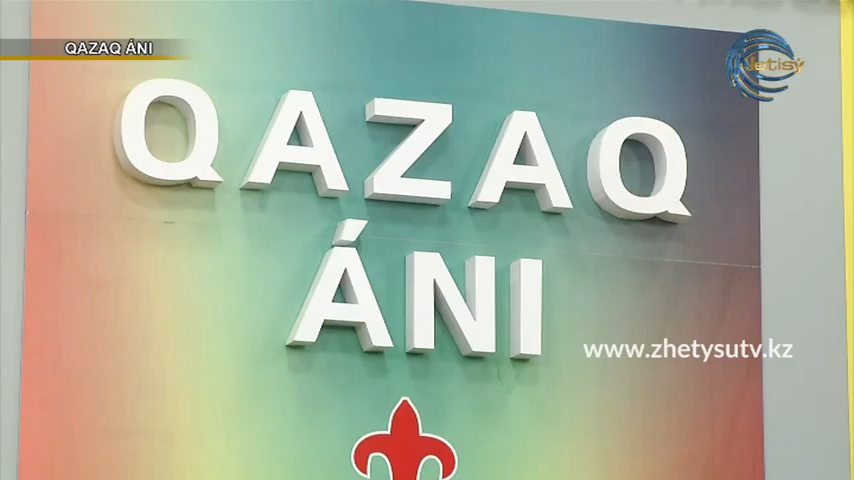 QAZAQ ÁNI
Jetisý
QAZAQ
ÁNI
www.zhetysutv.kz